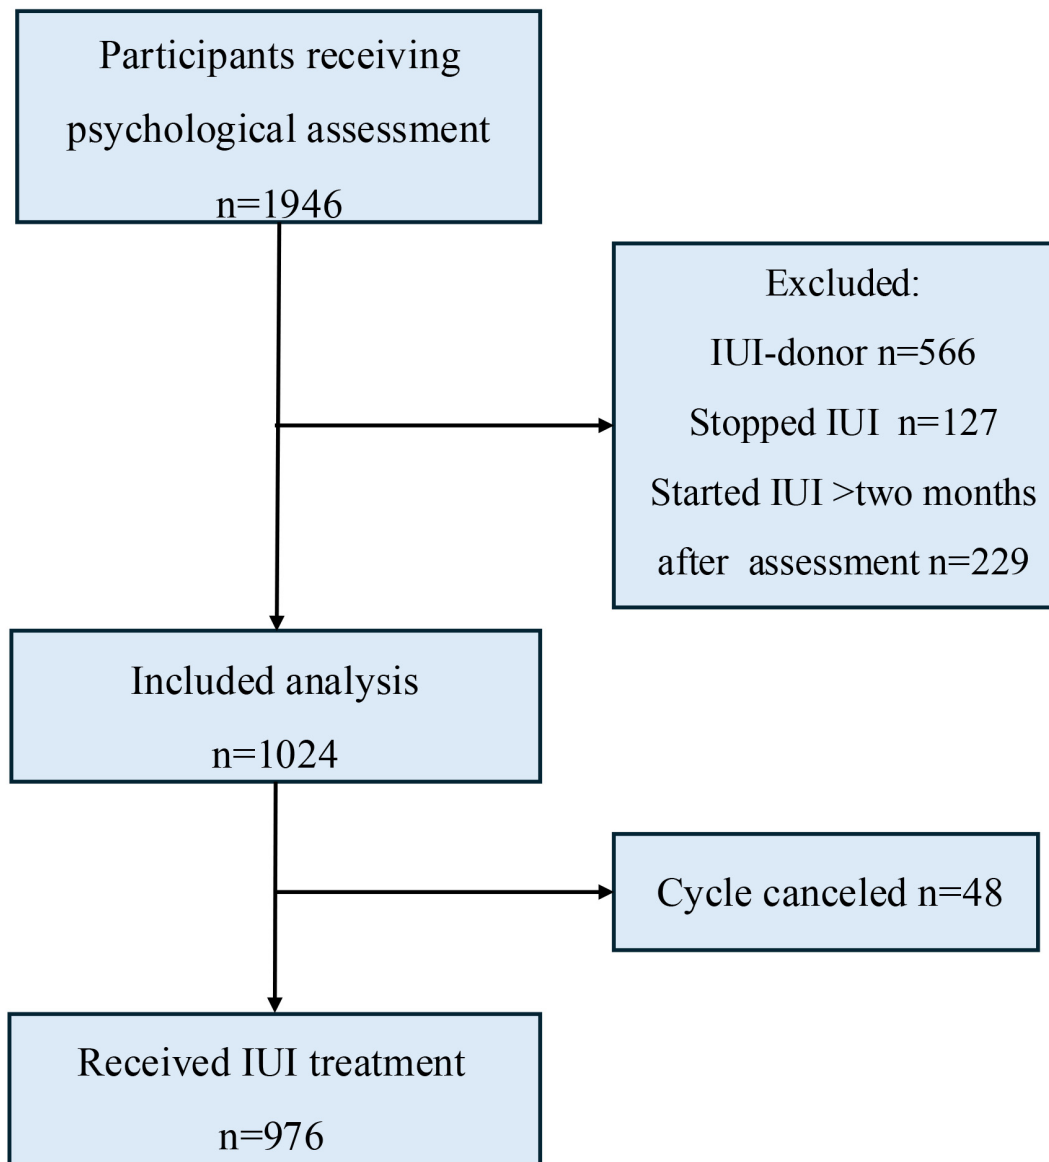 Participants receiving
psychological assessment
n=1946
Excluded:
IUI-donor n=566
Stopped IUI  n=127
Started IUI >two months
after  assessment n=229
Included analysis
n=1024
Cycle canceled n=48
Received IUI treatment
n=976